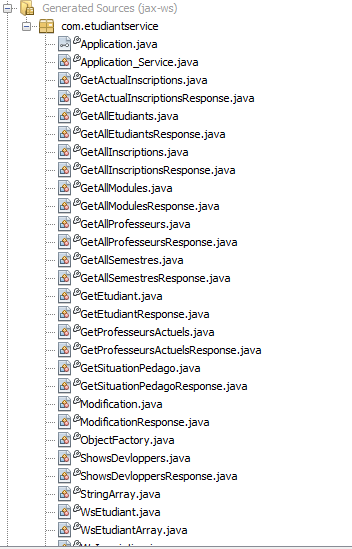 Generated Sources (jax-ws)
com.etudiantservice
Application.java
Application_Service.java
GetActualInscriptions.java
GetActualInscriptionsResponse.java
GetAllEtudiants.java
GetAllEtudiantsResponse.java
GetAllInscriptions.java
GetAllInscriptionsResponse.java
GetAllModules.java
GetAllModulesResponse.java
GetAllProfesseurs.java
GetAllProfesseursResponse.java
GetAllSemestres.java
GetAllSemestresResponse.java
GetEtudiant.java
GetEtudiantResponse.java
GetProfesseursActuels.java
GetProfesseursActuelsResponse.java
GetSituationPedago.java
GetSituationPedagoResponse.java
Modification.java
ModificationResponse.java
ObjectFactory.java
ShowsDevloppers.java
ShowsDevloppersResponse.java
StringArray.java
WsEtudiant.java
WsEtudiantArray.java